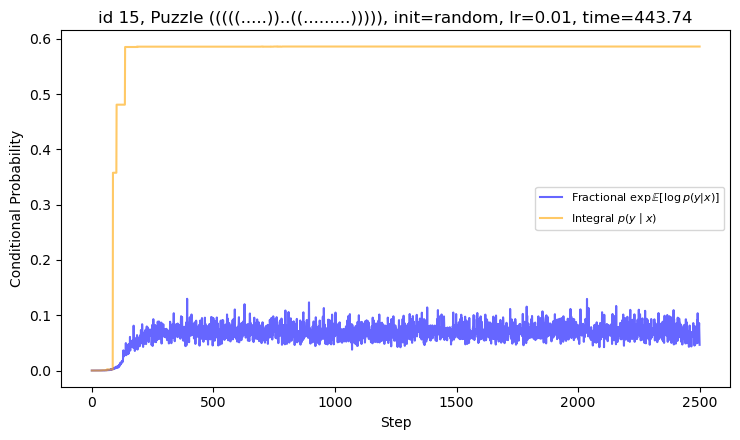 id 15, Puzzle (((((.....))..((.........))))), init=random, lr=0.01, time=443.74
Conditional Probability
0.6
0.5
0.4
0.3
0.2
0.1
0.0
Fractional exp𝔼[log p(y|x)]
Integral p(y | x)
0 500 1000 1500 2000 2500
Step